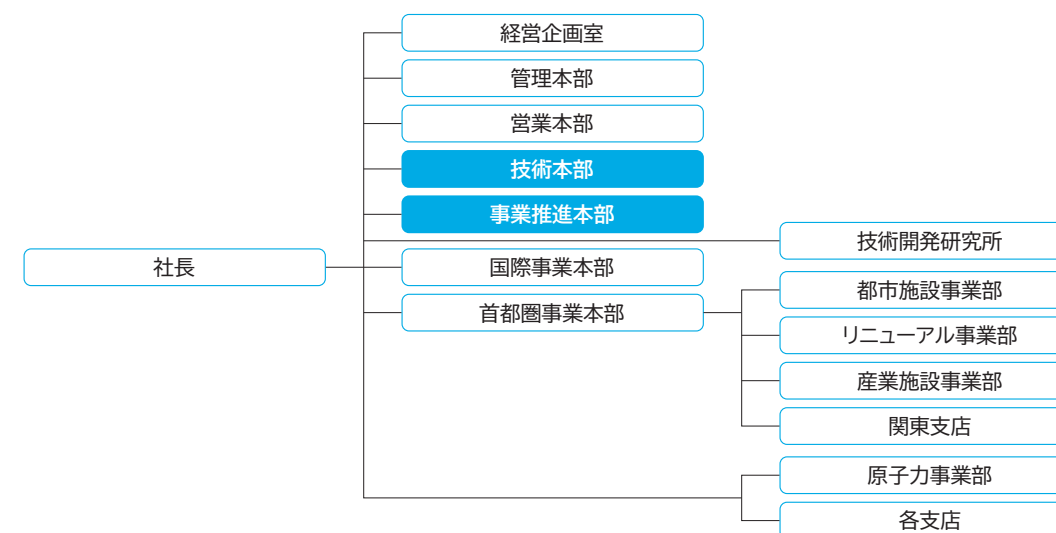 経営企画室
管理本部
営業本部
技術本部
事業推進本部
技術開発研究所
社長
国際事業本部
首都圏事業本部
都市施設事業部
リニューアル事業部
産業施設事業部
関東支店
原子力事業部
各支店